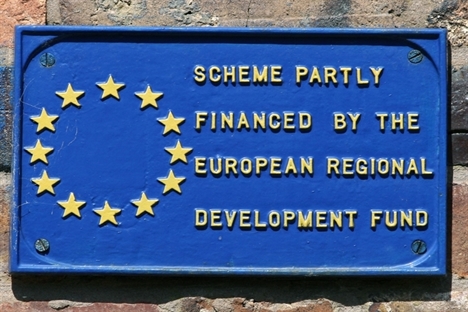 SCHEME PARTLY
FINANCED BY THE
EUROPEAN REGIONAL
DEVELOPMENT FUND